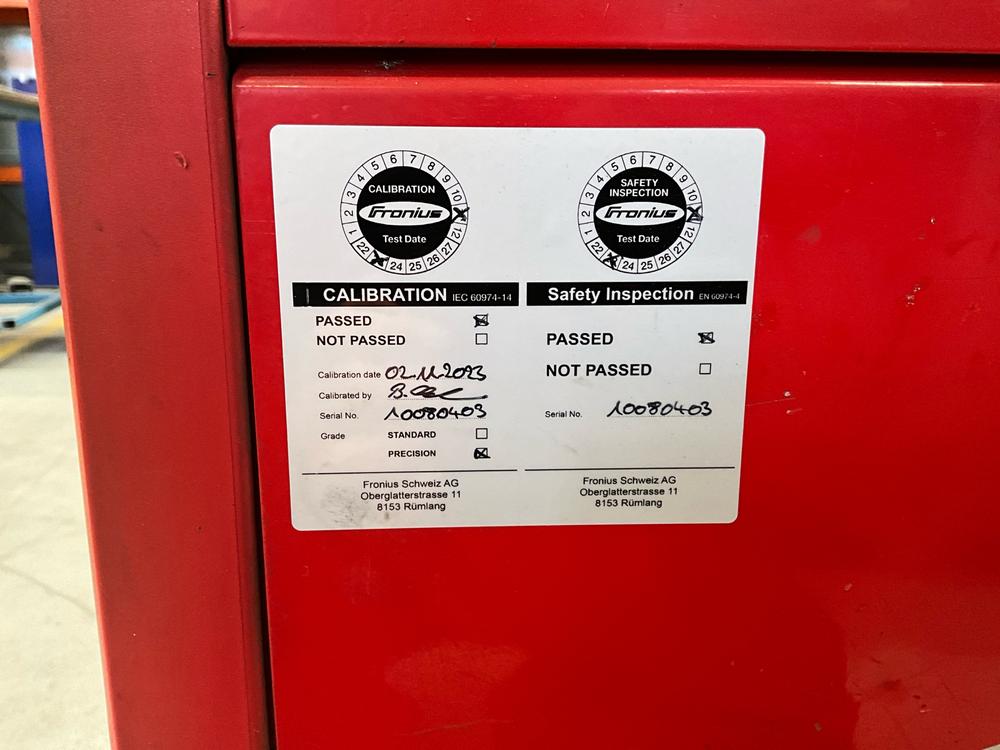 1 2 3 4 5 6 7 8 9 10 12
CALIBRATION
Fronius
Test Date
22 24 25 26 27
CALIBRATION IEC 60974-14
PASSED
NOT PASSED
Calibration date 02.11.2023
Calibrated by
Serial No. 10080403
Grade STANDARD
PRECISION
Fronius Schweiz AG
Oberglatterstrasse 11
8153 Rümlang
1 2 3 4 5 6 7 8 9 10 12
SAFETY
INSPECTION
Fronius
Test Date
22 24 25 26 27
Safety Inspection EN 60974-4
PASSED
NOT PASSED
Serial No. 10080403
Fronius Schweiz AG
Oberglatterstrasse 11
8153 Rümlang